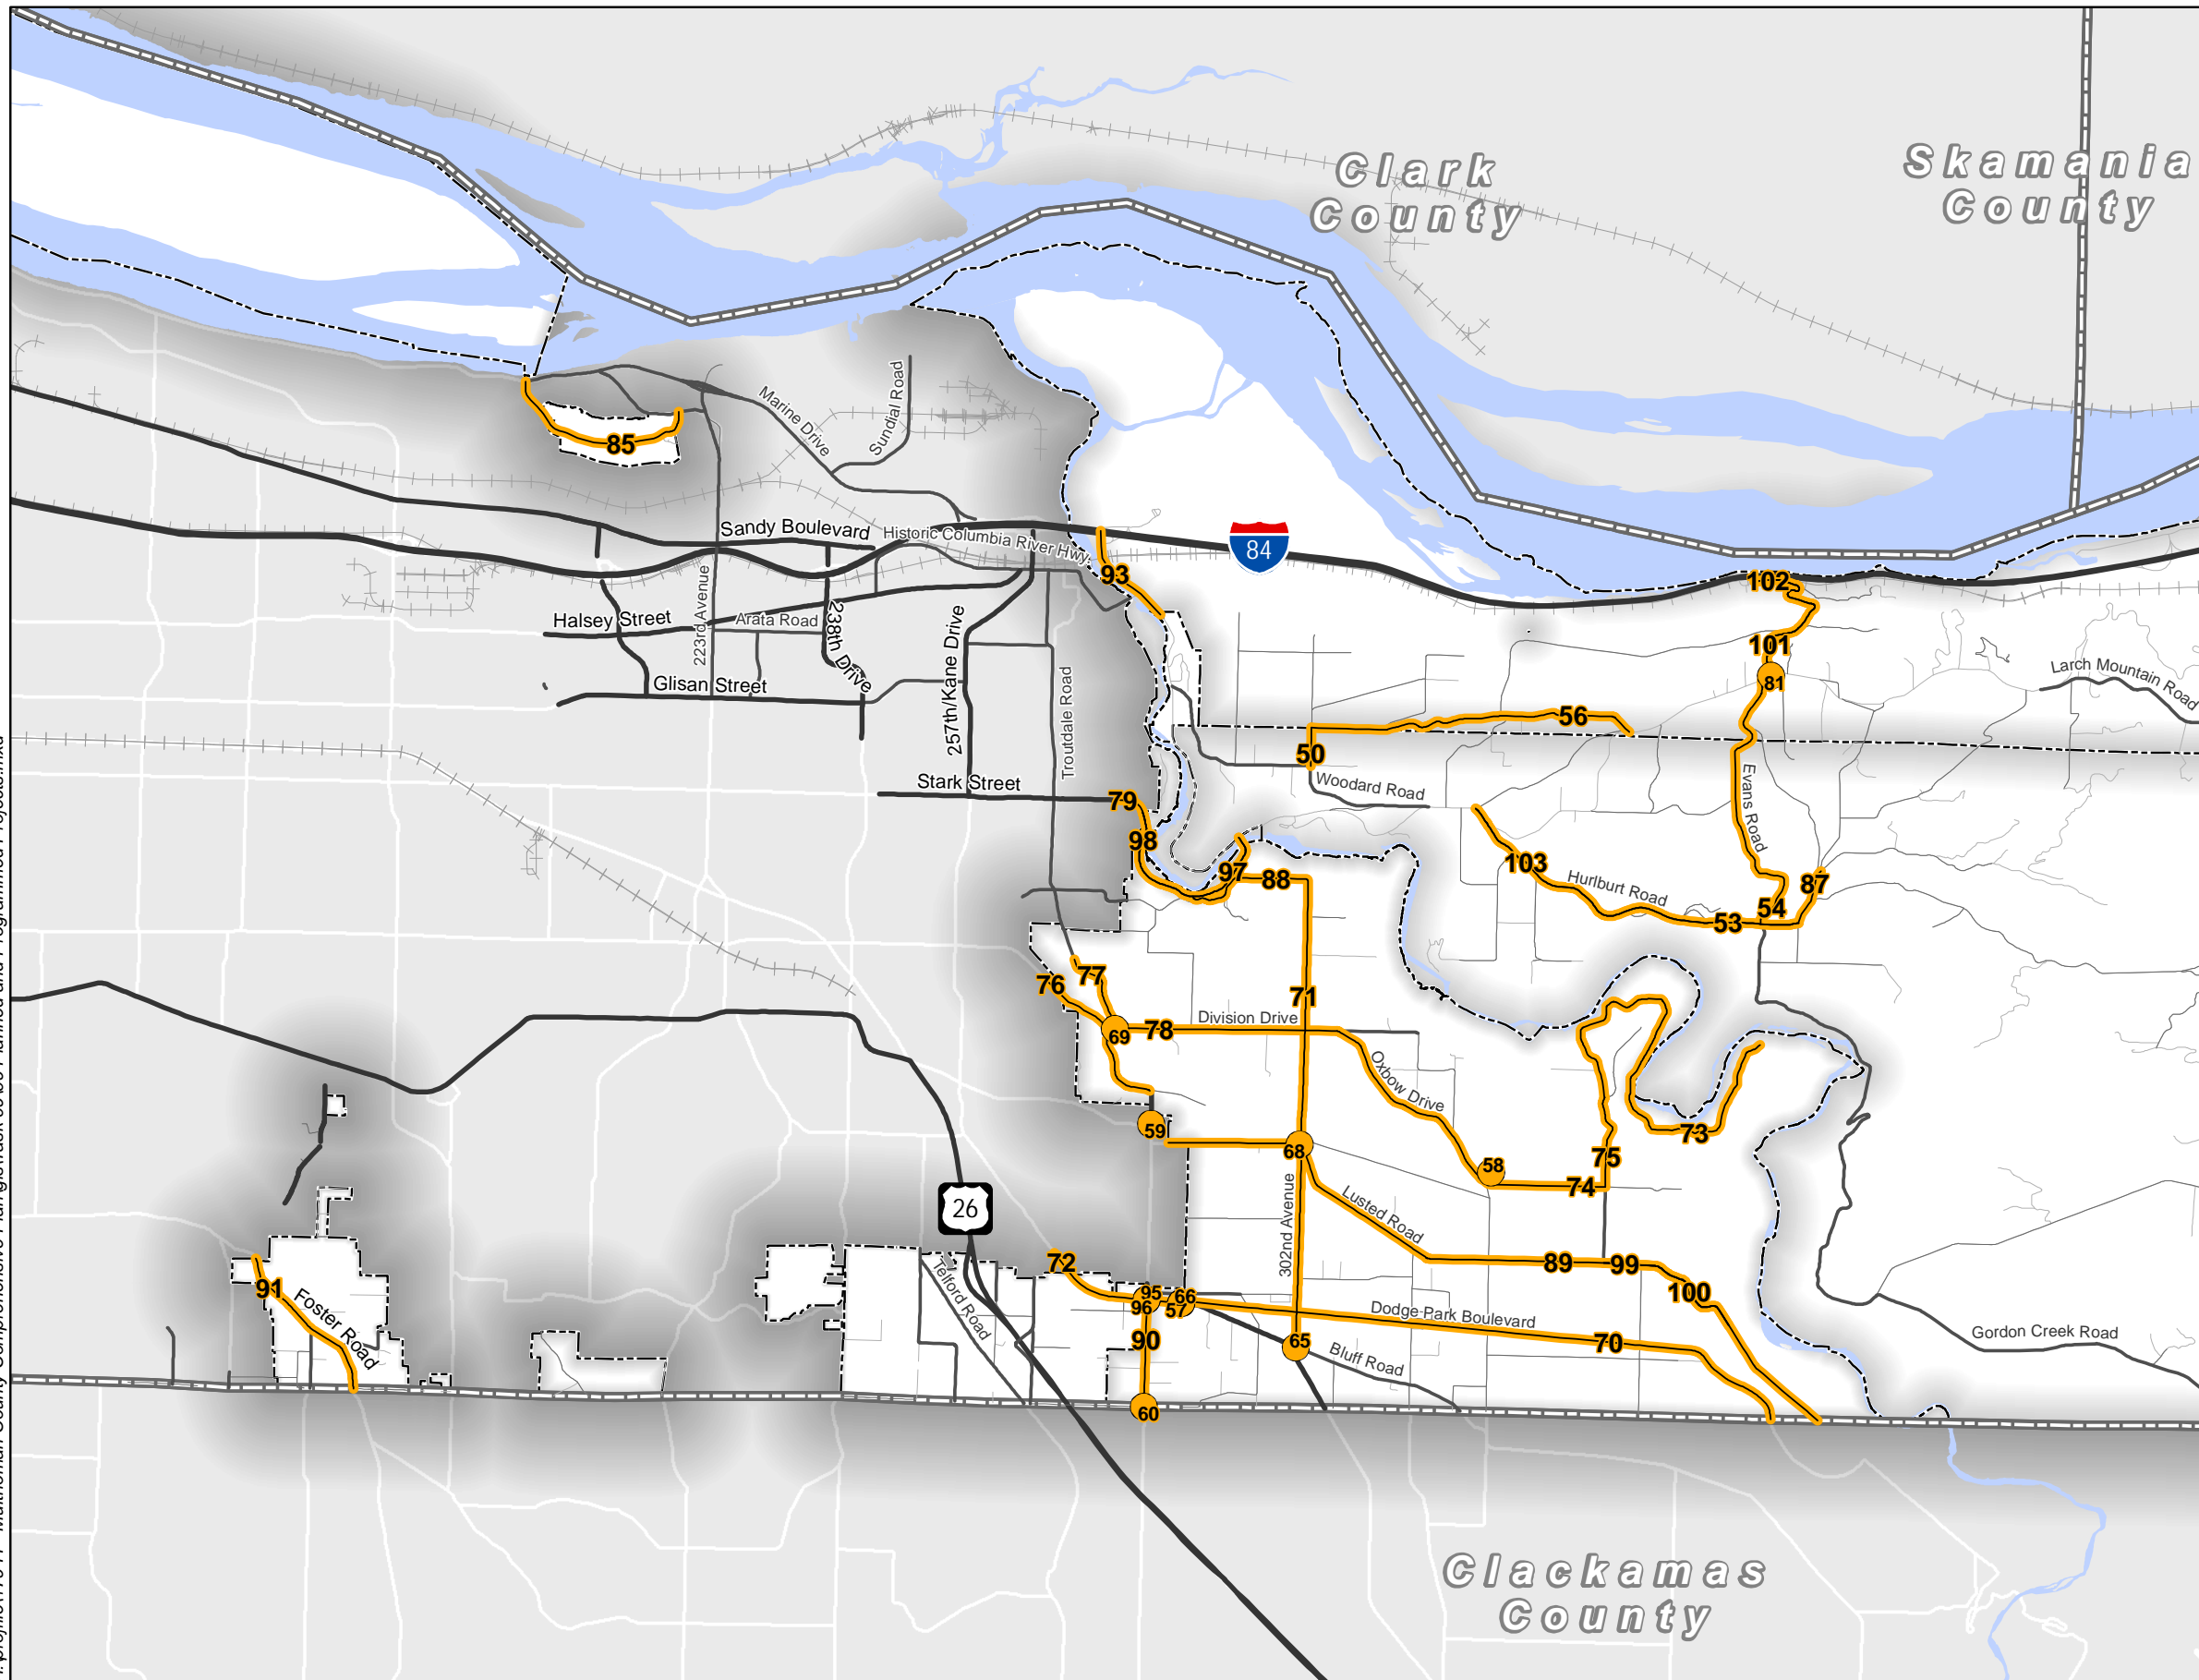 Clark
County
Skamania
County
Marine Drive
Sundial Road
85
Sandy Boulevard
Historic Columbia River Hwy
84
93
102
223rd Avenue
Halsey Street
Arata Road
238th Drive
101
81
Larch Mountain Road
Glisan Street
257th/Kane Drive
Troutdale Road
56
50
Woodard Road
Evans Road
Stark Street
79
98
103
97
88
Hurlburt Road
87
54
53
76
77
71
69
78
Division Drive
Oxbow Drive
59
68
73
58
75
74
26
302nd Avenue
Lusted Road
72
89
99
100
91
Foster Road
Telford Road
95
96
66
57
Dodge Park Boulevard
90
65
70
Bluff Road
Gordon Creek Road
60
Clackamas
County